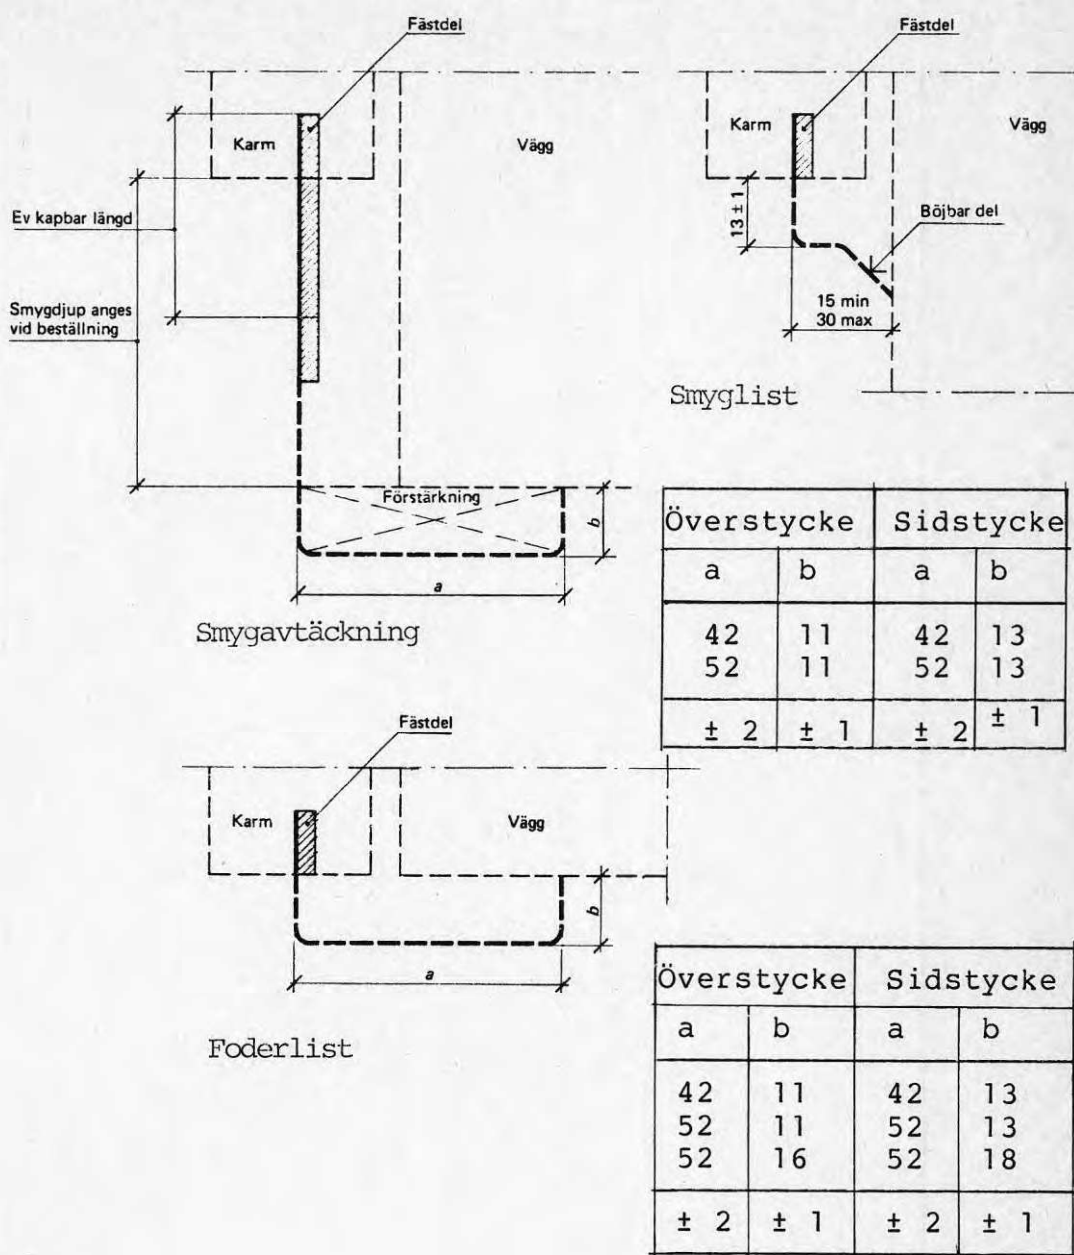 Fästdel
Karm
Vägg
Ev kapbar längd
Smygdjup anges
vid beställning
Förstärkning
b
a
Smygavtäckning
Fästdel
Karm
Vägg
13 ± 1
Böjbar del
15 min
30 max
Smyglist
Överstycke Sidstycke
a b a b
42 11 42 13
52 11 52 13
± 2 ± 1 ± 2 ± 1
Fästdel
Karm
Vägg
b
a
Foderlist
Överstycke Sidstycke
a b a b
42 11 42 13
52 11 52 13
52 16 52 18
± 2 ± 1 ± 2 ± 1